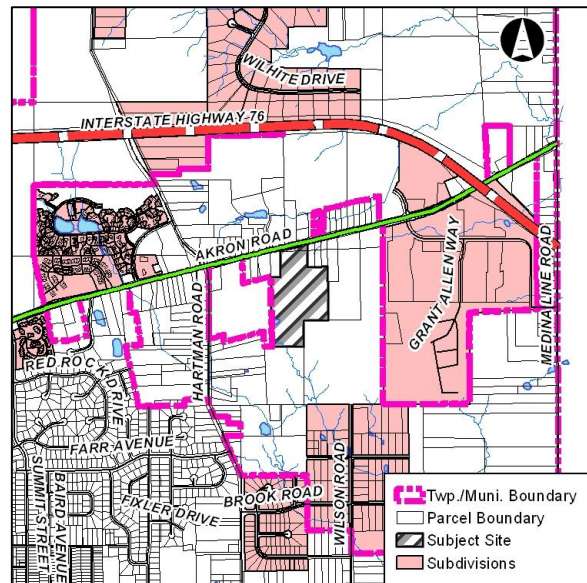 WILHITE DRIVE
INTERSTATE HIGHWAY 76
AKRON ROAD
HARTMAN ROAD
GRANT ALLEN WAY
MEDINA LINE ROAD
RED ROCK DRIVE
FARR AVENUE
SUMMIT STREET
BAIRD AVENUE
FIXLER DRIVE
BROOK ROAD
WILSON ROAD
Twp./Muni. Boundary
Parcel Boundary
Subject Site
Subdivisions